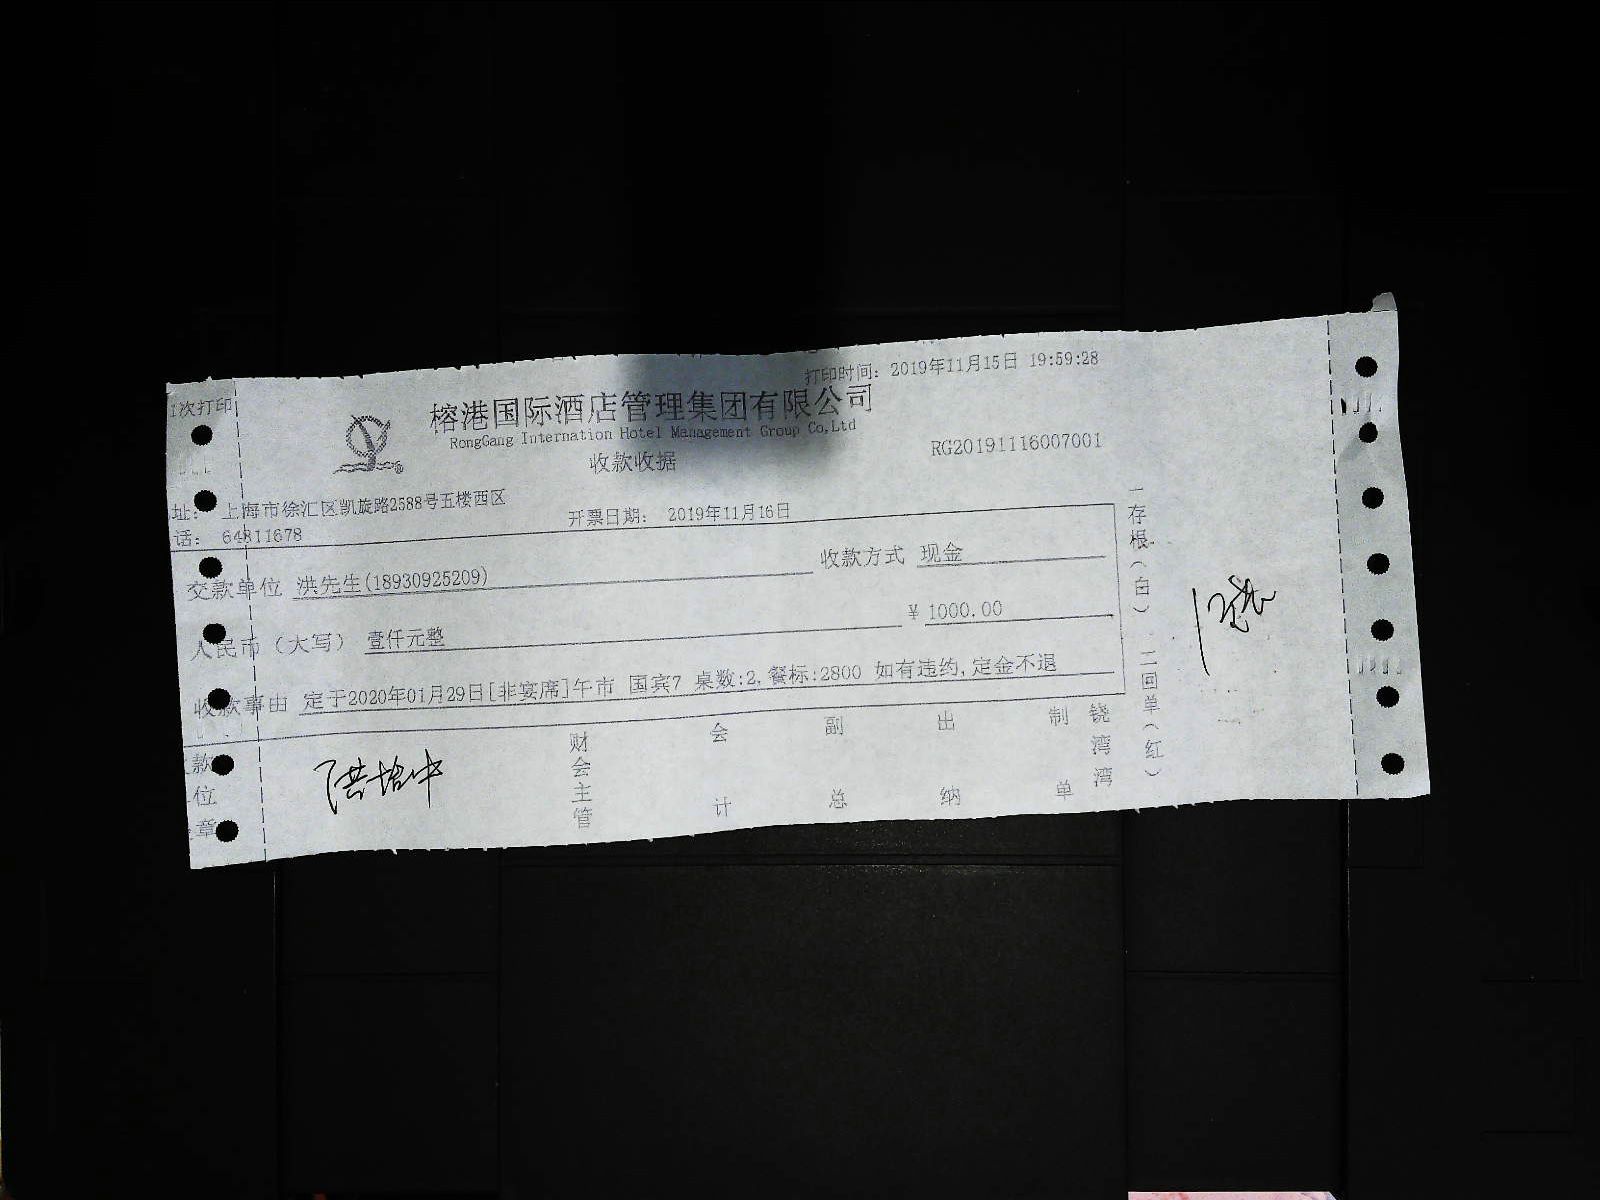 1次打印
打印时间: 2019年11月15日 19:59:28
榕港国际酒店管理集团有限公司
RongGang Internation Hotel Management Group Co,Ltd
收款收据
RG20191116007001
址: 上海市徐汇区凯旋路2588号五楼西区
话: 64811678
开票日期: 2019年11月16日
交款单位 洪先生(18930925209)
收款方式 现金
人民币（大写） 壹仟元整
¥ 1000.00
收款事由 定于2020年01月29日[非宴席]午市 国宾7 桌数:2,餐标:2800 如有违约,定金不退
款
位
章
财会主管
会计
副总
出纳
制单
饶湾湾
一存根（白） 二回单（红）